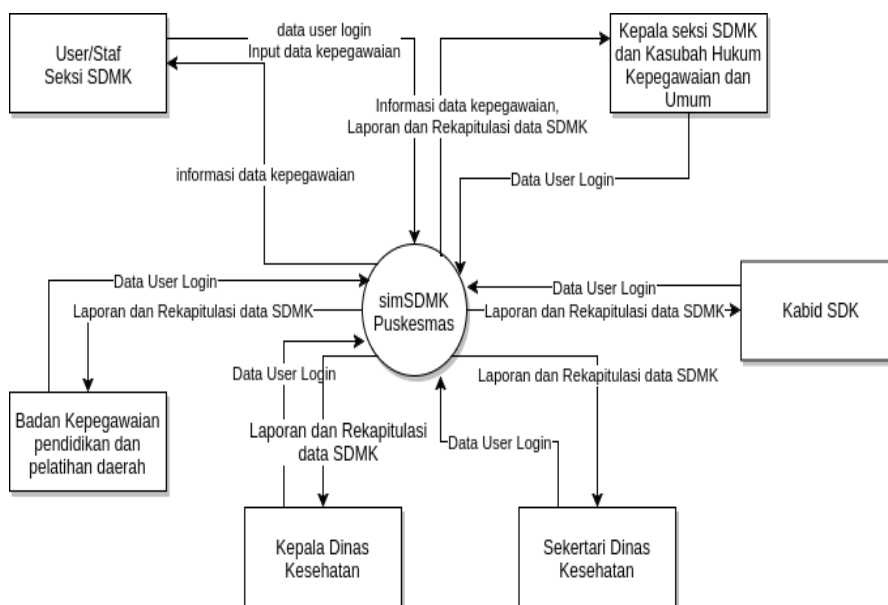 User/Staf
Seksi SDMK
data user login
Input data kepegawaian
Kepala seksi SDMK
dan Kasubah Hukum
Kepegawaian dan
Umum
Informasi data kepegawaian,
Laporan dan Rekapitulasi data SDMK
informasi data kepegawaian
Data User Login
Data User Login
Laporan dan Rekapitulasi data SDMK
simSDMK
Puskesmas
Data User Login
Laporan dan Rekapitulasi data SDMK
Kabid SDK
Data User Login
Laporan dan Rekapitulasi data SDMK
Badan Kepegawaian
pendidikan dan
pelatihan daerah
Laporan dan Rekapitulasi
data SDMK
Data User Login
Kepala Dinas
Kesehatan
Sekertari Dinas
Kesehatan